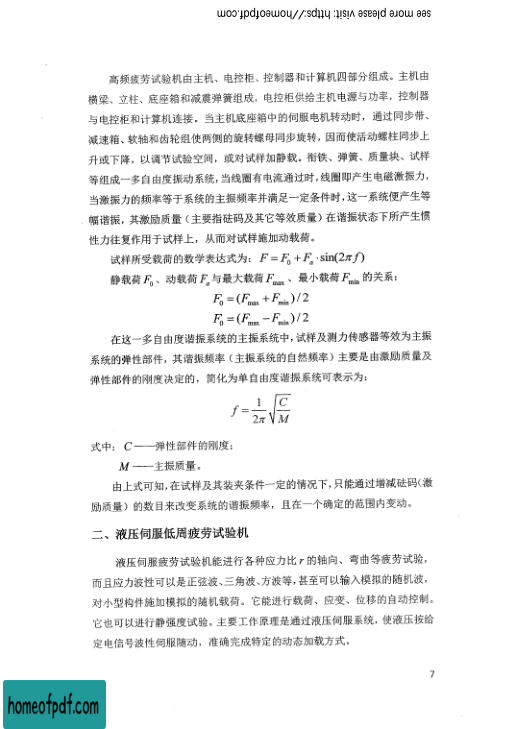 see more please visit: https://homeofpdf.com
高频疲劳试验机由主机、电控柜、控制器和计算机四部分组成。主机由
横梁、立柱、底座箱和减震弹簧组成，电控柜供给主机电源与功率，控制器
与电控柜和计算机连接。当主机底座箱中的伺服电机转动时，通过同步带、
减速箱、软轴和齿轮组使两侧的旋转螺母同步旋转，因而使活动螺柱同步上
升或下降，以调节试验空间，或对试样加静载。衔铁、弹簧、质量块、试样
等组成一多自由度振动系统，当线圈有电流通过时，线圈即产生电磁激振力，
当激振力的频率等于系统的主振频率并满足一定条件时，这一系统便产生等
幅谐振，其激励质量（主要指砝码及其它等效质量）在谐振状态下所产生惯
性力往复作用于试样上，从而对试样施加动载荷。
试样所受载荷的数学表达式为：F = F₀ + Fₐ · sin(2πf)
静载荷 F₀、动载荷 Fₐ 与最大载荷 Fmax、最小载荷 Fmin 的关系：
F₀ = (Fmax + Fmin) / 2
F₀ = (Fmax − Fmin) / 2
在这一多自由度谐振系统的主振系统中，试样及测力传感器等效为主振
系统的弹性部件，其谐振频率（主振系统的自然频率）主要是由激励质量及
弹性部件的刚度决定的，简化为单自由度谐振系统可表示为：
f = 1/2π √(C/M)
式中：C——弹性部件的刚度；
M——主振质量。
由上式可知，在试样及其装夹条件一定的情况下，只能通过增减砝码（激
励质量）的数目来改变系统的谐振频率，且在一个确定的范围内变动。
二、液压伺服低周疲劳试验机
液压伺服疲劳试验机能进行各种应力比 r 的轴向、弯曲等疲劳试验，
而且应力波性可以是正弦波、三角波、方波等，甚至可以输入模拟的随机波，
对小型构件施加模拟的随机载荷。它能进行载荷、应变、位移的自动控制。
它也可以进行静强度试验。主要工作原理是通过液压伺服系统，使液压按给
定电信号波性伺服随动，准确完成特定的动态加载方式。
7
homeofpdf.com